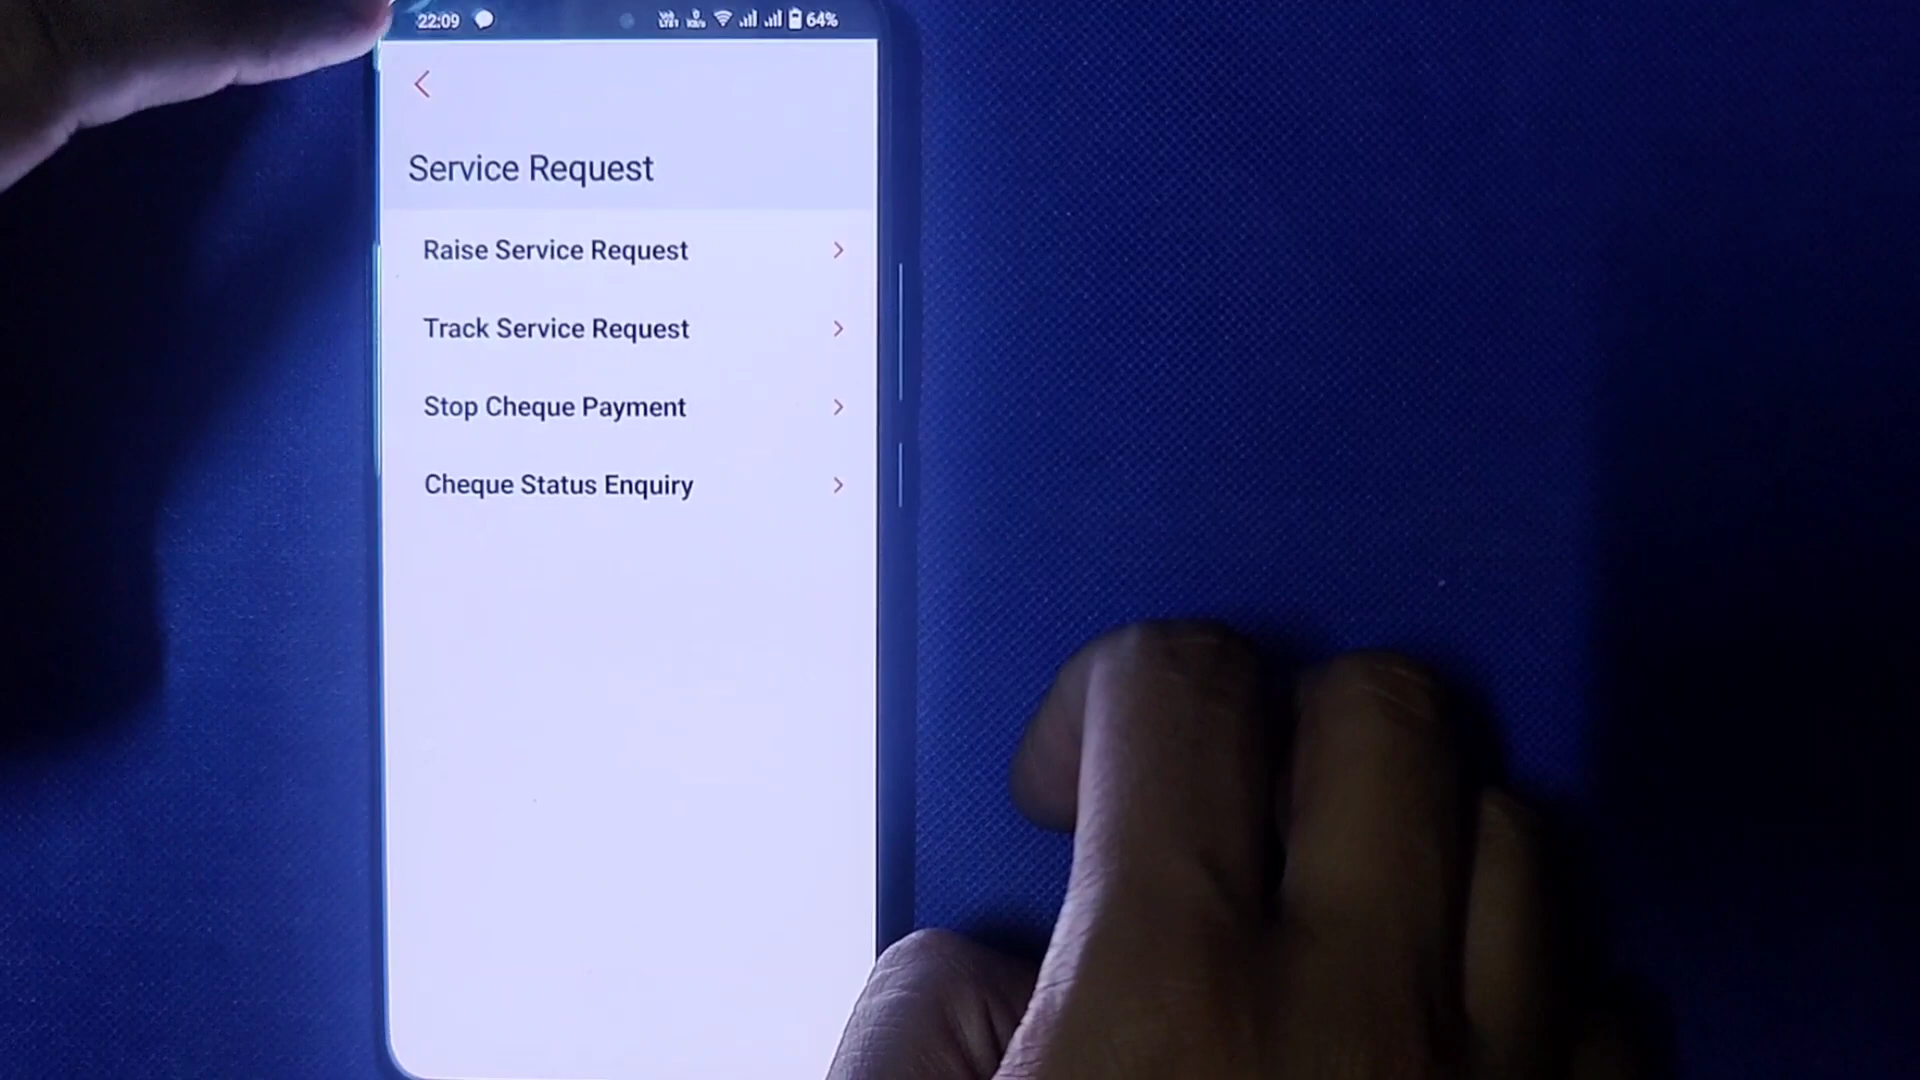 22:09 64%
Service Request
Raise Service Request
Track Service Request
Stop Cheque Payment
Cheque Status Enquiry